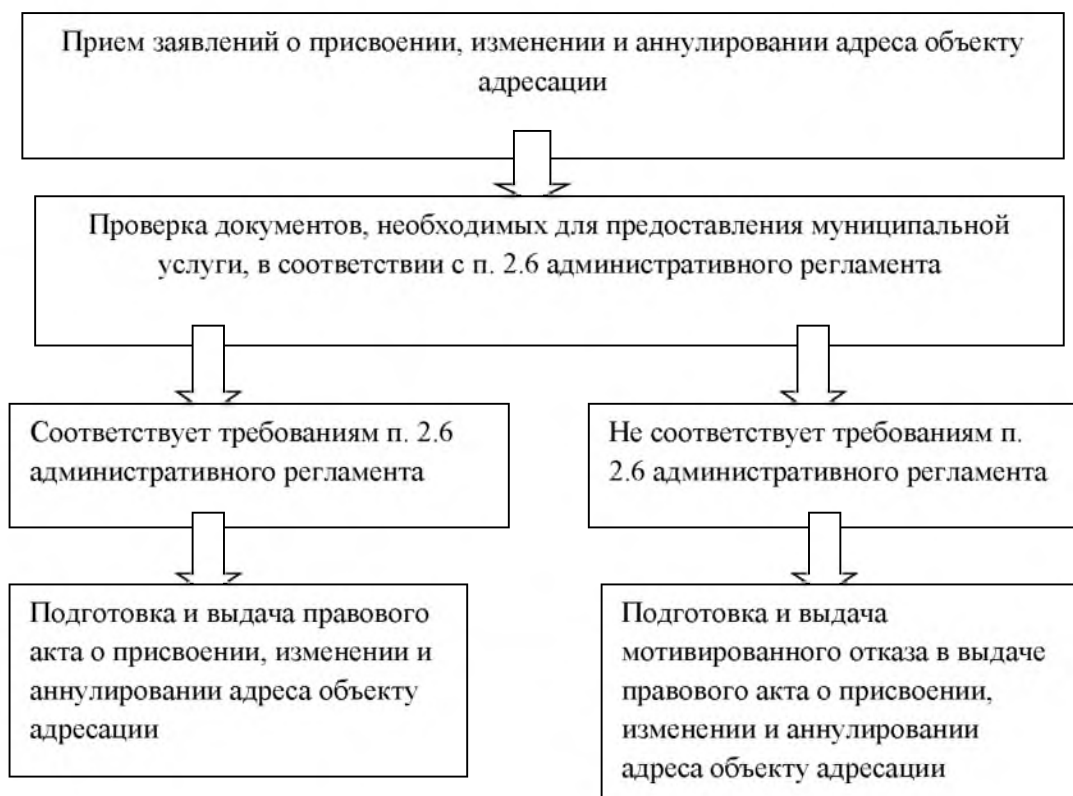 Прием заявлений о присвоении, изменении и аннулировании адреса объекту
адресации
Проверка документов, необходимых для предоставления муниципальной
услуги, в соответствии с п. 2.6 административного регламента
Соответствует требованиям п. 2.6
административного регламента
Не соответствует требованиям п.
2.6 административного регламента
Подготовка и выдача правового
акта о присвоении, изменении и
аннулировании адреса объекту
адресации
Подготовка и выдача
мотивированного отказа в выдаче
правового акта о присвоении,
изменении и аннулировании
адреса объекту адресации